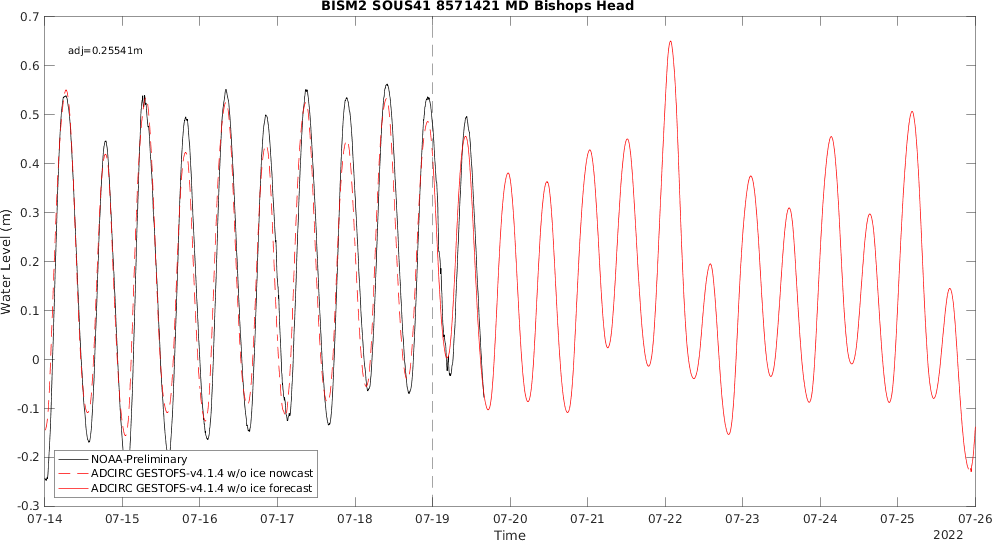 BISM2 SOUS41 8571421 MD Bishops Head
adj=0.25541m
0.7
0.6
0.5
0.4
0.3
0.2
0.1
0
-0.1
-0.2
-0.3
Water Level (m)
NOAA-Preliminary
ADCIRC GESTOFS-v4.1.4 w/o ice nowcast
ADCIRC GESTOFS-v4.1.4 w/o ice forecast
07-14 07-15 07-16 07-17 07-18 07-19 07-20 07-21 07-22 07-23 07-24 07-25 07-26
Time
2022